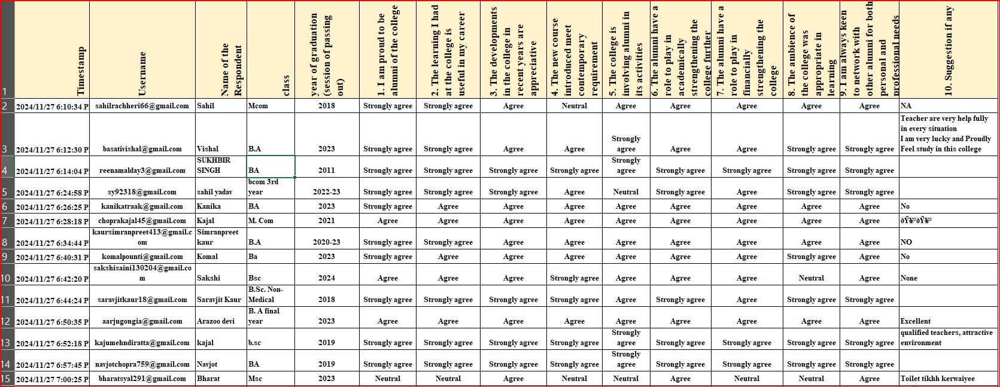 1 Timestamp Username Name of the Respondent class year of graduation (session of passing out) 1. I am proud to be alumni of the college 2. The learning I had at the college is useful in my career 3. The developments in the college in recent years are appreciative 4. The new course introduced meet contemporary requirement 5. The college is involving alumni in its activities 6. The alumni have a role to play in academically strengthening the college further 7. The alumni have a role to play in financially strengthening the college 8. The ambience of the college was appropriate in learning 9. I am always keen to network with other alumni for both personal and professional needs 10. Suggestion if any
2 2024/11/27 6:10:34 P sahilrachheri66@gmail.com Sahil Mcom 2018 Strongly agree Strongly agree Agree Neutral Agree Agree Agree Agree Agree NA
3 2024/11/27 6:12:30 P basativishal@gmail.com Vishal B.A 2023 Strongly agree Strongly agree Agree Agree Strongly agree Agree Agree Strongly agree Strongly agree Teacher are very help fully in every situation I am very lucky and Proudly Feel study in this college
4 2024/11/27 6:14:04 P reenamalday3@gmail.com SUKHBIR SINGH BA 2011 Strongly agree Strongly agree Strongly agree Strongly agree Strongly agree Strongly agree Strongly agree Strongly agree Strongly agree
5 2024/11/27 6:24:58 P sy92318@gmail.com sahil yadav bcom 3rd year 2022-23 Strongly agree Strongly agree Strongly agree Agree Neutral Strongly agree Agree Strongly agree Strongly agree
6 2024/11/27 6:26:25 P kanikatraak@gmail.com Kanika BA 2023 Strongly agree Agree Agree Agree Agree Agree Agree Agree Agree No
7 2024/11/27 6:28:18 P choprakajal45@gmail.com Kajal M. Com 2021 Agree Agree Agree Agree Agree Agree Agree Agree Agree ðŸ¥°ðŸ¥°
8 2024/11/27 6:34:44 P kaursimranpreet413@gmail.com Simranpreet kaur B.A 2020-23 Strongly agree Strongly agree Agree Agree Agree Agree Agree Agree Agree NO
9 2024/11/27 6:40:31 P komalpounti@gmail.com Komal Ba 2023 Strongly agree Agree Agree Agree Agree Agree Agree Strongly agree Agree No
10 2024/11/27 6:42:20 P sakshisaini130204@gmail.com Sakshi Bsc 2024 Agree Agree Agree Strongly agree Agree Agree Agree Neutral Agree None
11 2024/11/27 6:44:24 P saravjitkaur18@gmail.com Saravjit Kaur B.Sc. Non-Medical 2018 Strongly agree Strongly agree Strongly agree Strongly agree Agree Strongly agree Agree Strongly agree Strongly agree
12 2024/11/27 6:50:35 P aarjugongia@gmail.com Arazoo devi B. A final year 2023 Agree Agree Agree Agree Agree Agree Agree Agree Agree Excellent
13 2024/11/27 6:52:18 P kajumehndiratta@gmail.com kajal b.sc 2019 Strongly agree Strongly agree Strongly agree Strongly agree Strongly agree Strongly agree Strongly agree Strongly agree Strongly agree qualified teachers, attractive environment
14 2024/11/27 6:57:45 P navjotchopra759@gmail.com Navjot BA 2019 Strongly agree Strongly agree Strongly agree Strongly agree Strongly agree Strongly agree Strongly agree Strongly agree Strongly agree
15 2024/11/27 7:00:25 P bharatsyal291@gmail.com Bharat Msc 2023 Neutral Neutral Agree Neutral Neutral Agree Neutral Neutral Agree Toilet tikhh kerwaiyee